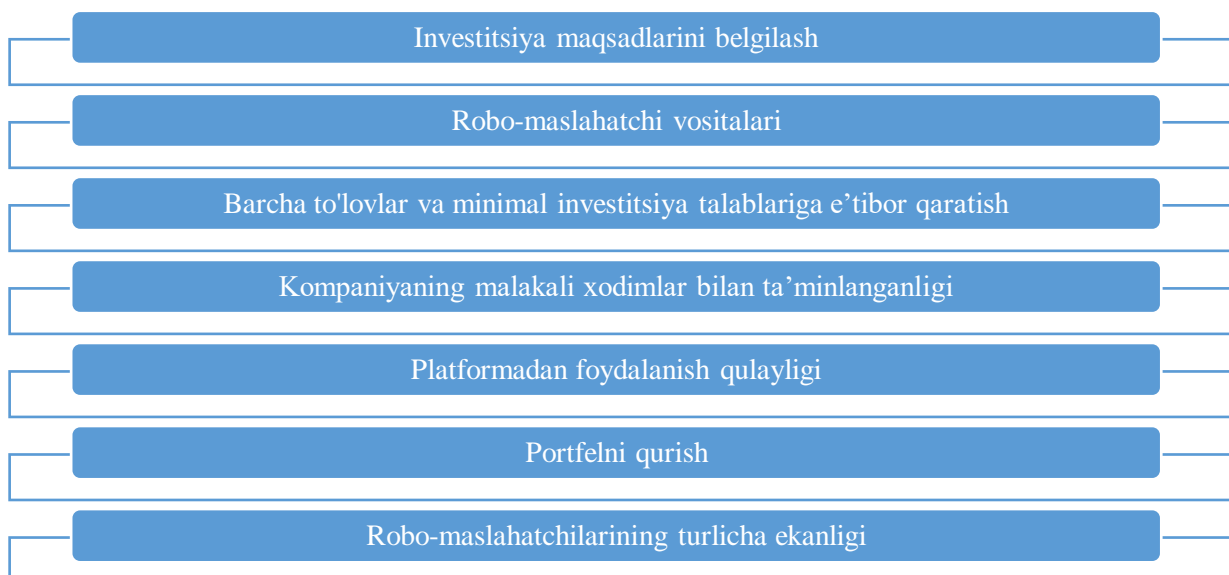 Investitsiya maqsadlarini belgilash
Robo-maslahatchi vositalari
Barcha to'lovlar va minimal investitsiya talablariga e’tibor qaratish
Kompaniyaning malakali xodimlar bilan ta’minlanganligi
Platformadan foydalanish qulayligi
Portfelni qurish
Robo-maslahatchilarining turlicha ekanligi